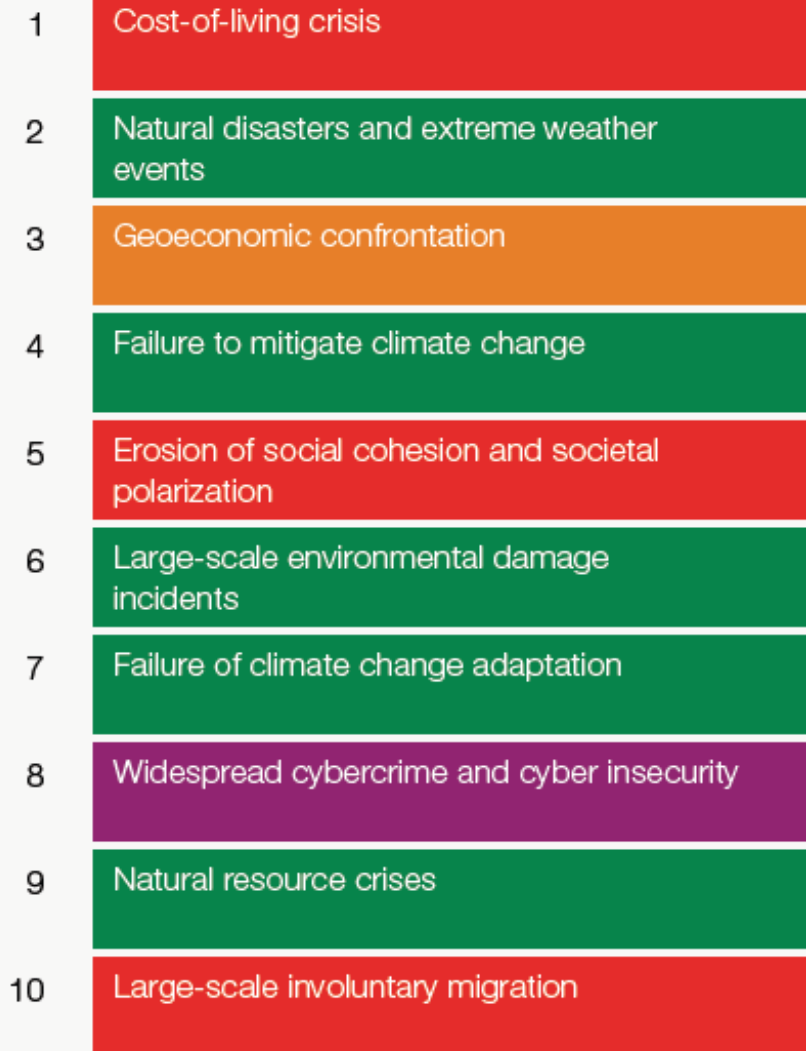 1 Cost-of-living crisis
2 Natural disasters and extreme weather
events
3 Geoeconomic confrontation
4 Failure to mitigate climate change
5 Erosion of social cohesion and societal
polarization
6 Large-scale environmental damage
incidents
7 Failure of climate change adaptation
8 Widespread cybercrime and cyber insecurity
9 Natural resource crises
10 Large-scale involuntary migration